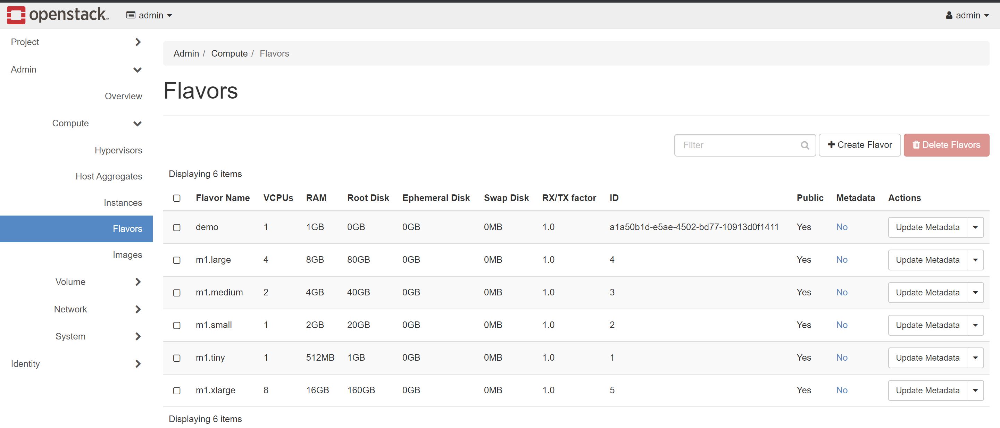 openstack. admin admin
Project
Admin
Overview
Compute
Hypervisors
Host Aggregates
Instances
Flavors
Images
Volume
Network
System
Identity
Admin / Compute / Flavors
Flavors
Filter Create Flavor Delete Flavors
Displaying 6 items
Flavor Name VCPUs RAM Root Disk Ephemeral Disk Swap Disk RX/TX factor ID Public Metadata Actions
demo 1 1GB 0GB 0GB 0MB 1.0 a1a50b1d-e5ae-4502-bd77-10913d0f1411 Yes No Update Metadata
m1.large 4 8GB 80GB 0GB 0MB 1.0 4 Yes No Update Metadata
m1.medium 2 4GB 40GB 0GB 0MB 1.0 3 Yes No Update Metadata
m1.small 1 2GB 20GB 0GB 0MB 1.0 2 Yes No Update Metadata
m1.tiny 1 512MB 1GB 0GB 0MB 1.0 1 Yes No Update Metadata
m1.xlarge 8 16GB 160GB 0GB 0MB 1.0 5 Yes No Update Metadata
Displaying 6 items